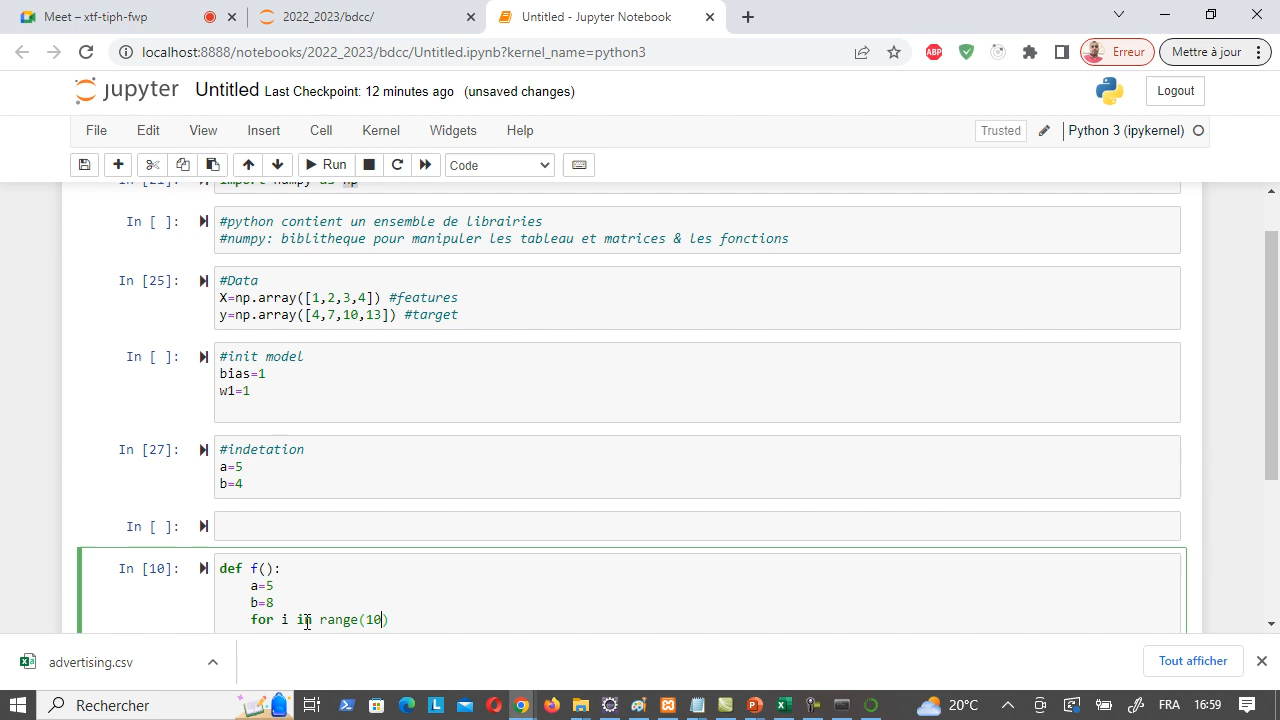 Meet – xtf-tiph-fwp
2022_2023/bdcc/
Untitled - Jupyter Notebook
localhost:8888/notebooks/2022_2023/bdcc/Untitled.ipynb?kernel_name=python3
ABP
Erreur
Mettre à jour
jupyter Untitled Last Checkpoint: 12 minutes ago (unsaved changes)
Logout
File Edit View Insert Cell Kernel Widgets Help
Trusted
Python 3 (ipykernel)
Run
Code
In [21]: import numpy as np
In [ ]: #python contient un ensemble de librairies
#numpy: biblitheque pour manipuler les tableau et matrices & les fonctions
In [25]: #Data
X=np.array([1,2,3,4]) #features
y=np.array([4,7,10,13]) #target
In [ ]: #init model
bias=1
w1=1
In [27]: #indetation
a=5
b=4
In [ ]:
In [10]: def f():
a=5
b=8
for i in range(10)
advertising.csv
Tout afficher
Rechercher
20°C
FRA
16:59